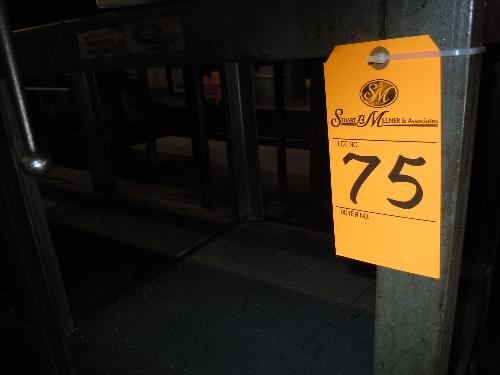 SM
STUART B. MILLNER & Associates
LOT NO.
75
BUYER NO.